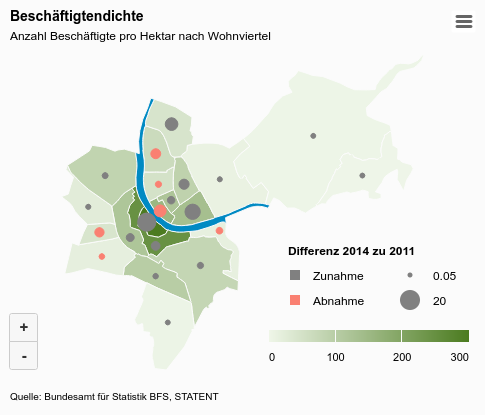 Beschäftigtendichte
Anzahl Beschäftigte pro Hektar nach Wohnviertel
Differenz 2014 zu 2011
Zunahme
0.05
Abnahme
20
0 100 200 300
+
-
Quelle: Bundesamt für Statistik BFS, STATENT